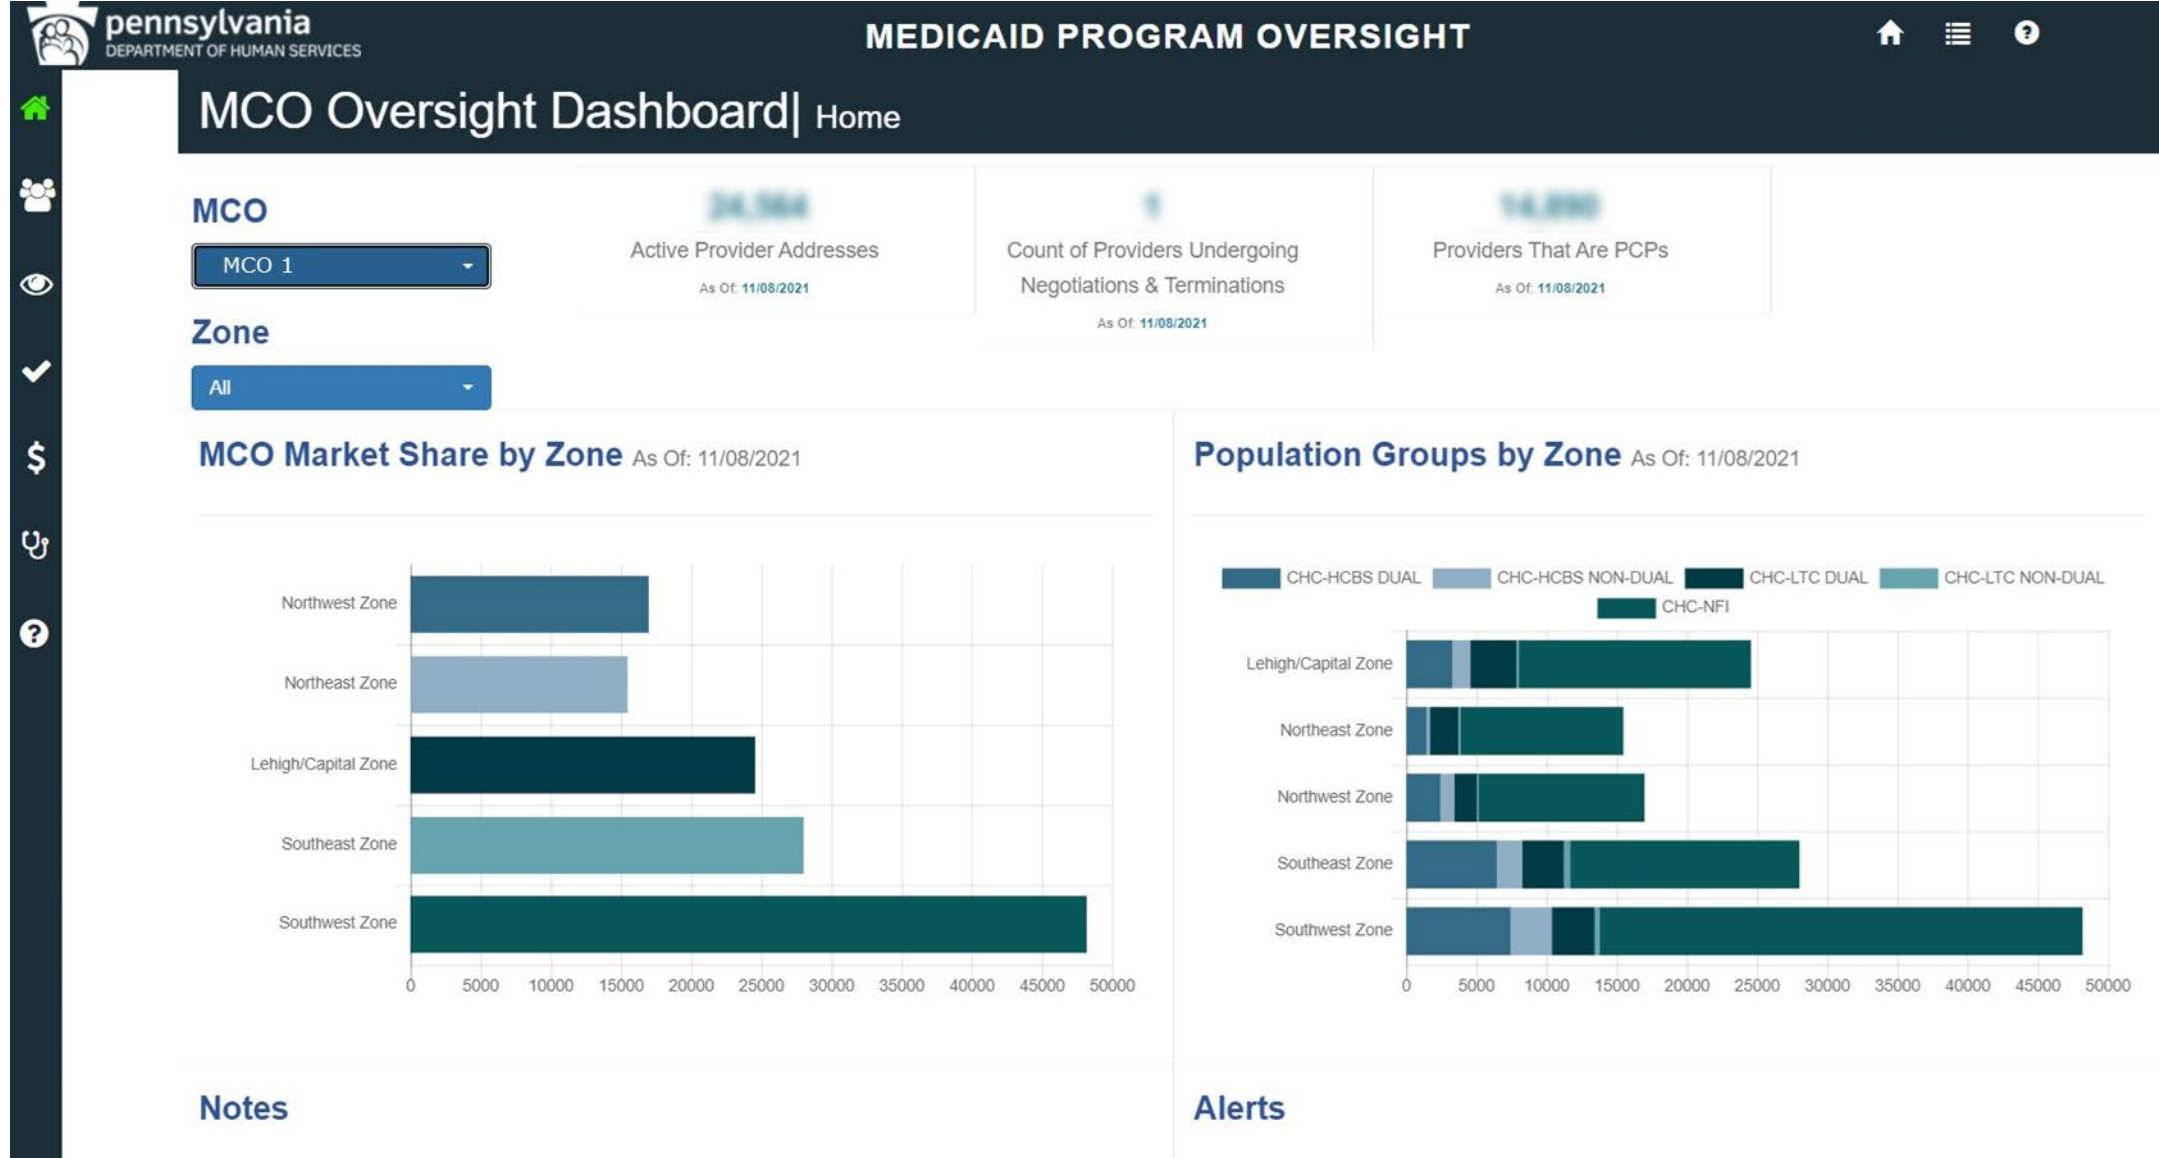 pennsylvania
DEPARTMENT OF HUMAN SERVICES
MEDICAID PROGRAM OVERSIGHT
MCO Oversight Dashboard| Home
MCO
MCO 1
Zone
All
Active Provider Addresses
As Of: 11/08/2021
Count of Providers Undergoing
Negotiations & Terminations
As Of: 11/08/2021
Providers That Are PCPs
As Of: 11/08/2021
MCO Market Share by Zone As Of: 11/08/2021
Northwest Zone
Northeast Zone
Lehigh/Capital Zone
Southeast Zone
Southwest Zone
0 5000 10000 15000 20000 25000 30000 35000 40000 45000 50000
Population Groups by Zone As Of: 11/08/2021
CHC-HCBS DUAL CHC-HCBS NON-DUAL CHC-LTC DUAL CHC-LTC NON-DUAL
CHC-NFI
Lehigh/Capital Zone
Northeast Zone
Northwest Zone
Southeast Zone
Southwest Zone
0 5000 10000 15000 20000 25000 30000 35000 40000 45000 50000
Notes
Alerts